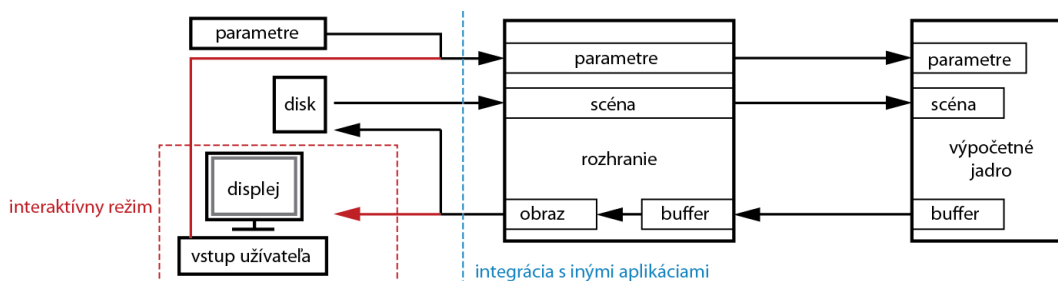 parametre
disk
displej
interaktívny režim
vstup užívateľa
parametre
scéna
rozhranie
obraz
buffer
integrácia s inými aplikáciami
parametre
scéna
výpočetné
jadro
buffer